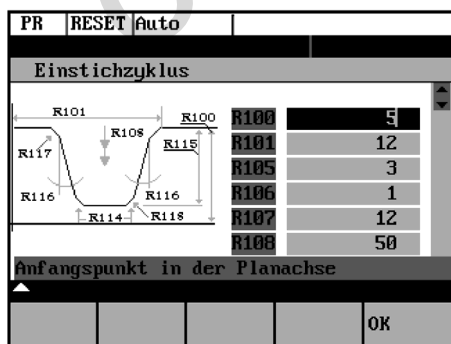 PR RESET Auto
Einstichzyklus
R101
R100
R108
R115
R117
R116
R116
R114
R118
R100 5
R101 12
R105 3
R106 1
R107 12
R108 50
Anfangspunkt in der Planachse
OK